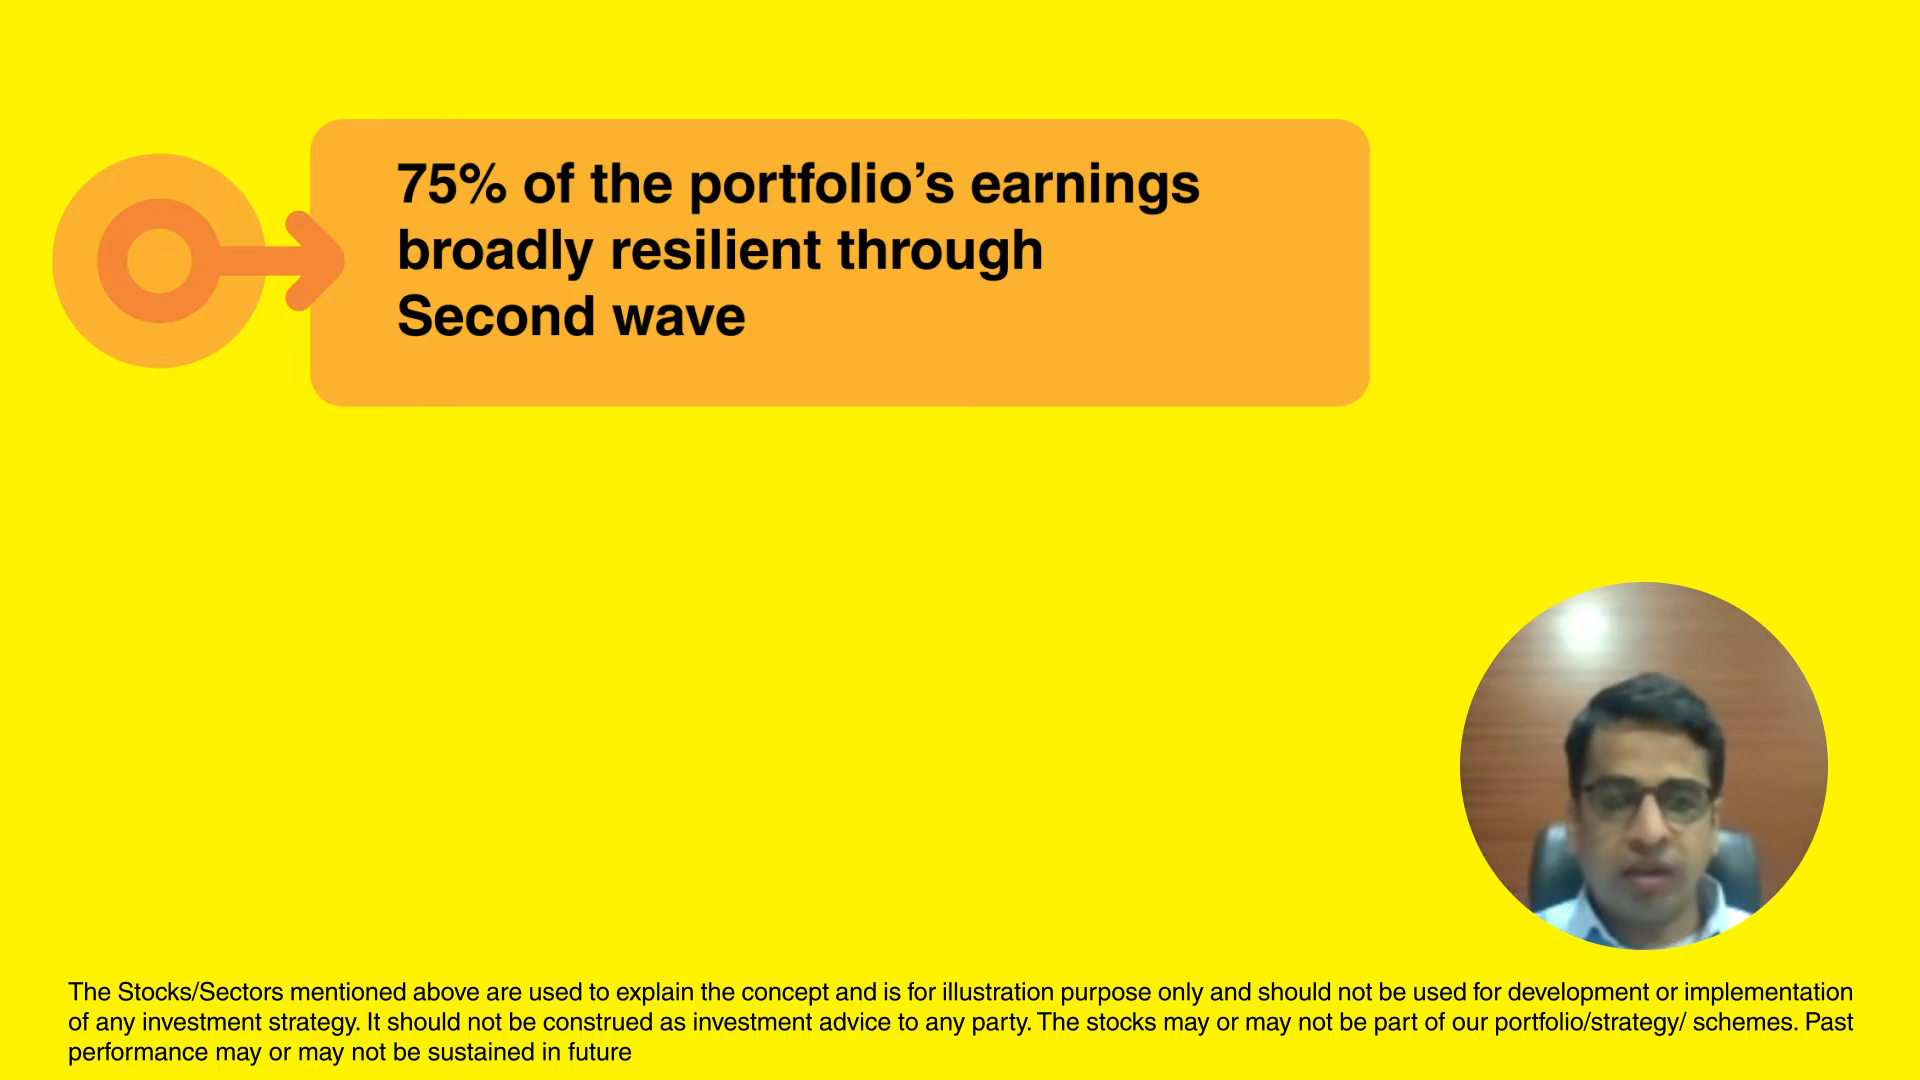 75% of the portfolio’s earnings
broadly resilient through
Second wave
The Stocks/Sectors mentioned above are used to explain the concept and is for illustration purpose only and should not be used for development or implementation
of any investment strategy. It should not be construed as investment advice to any party. The stocks may or may not be part of our portfolio/strategy/ schemes. Past
performance may or may not be sustained in future